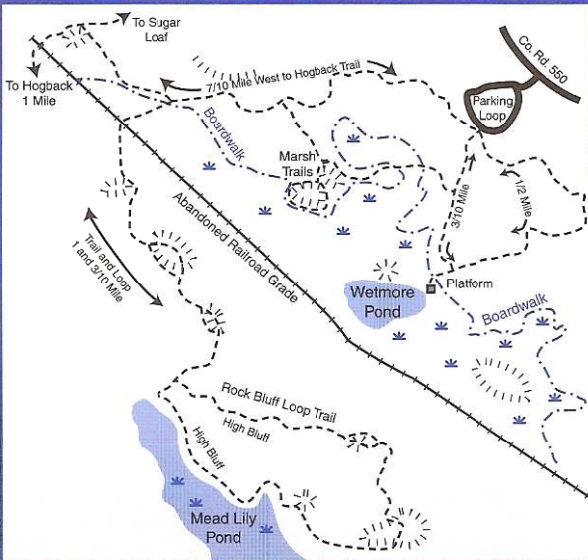 To Sugar
Loaf
Co. Rd. 550
To Hogback
1 Mile
7/10 Mile West to Hogback Trail
Parking
Loop
Boardwalk
Marsh
Trails
3/10 Mile
1/2 Mile
Abandoned Railroad Grade
Trail and Loop
1 and 3/10 Mile
Platform
Wetmore
Pond
Boardwalk
Rock Bluff Loop Trail
High Bluff
High Bluff
Mead Lily
Pond